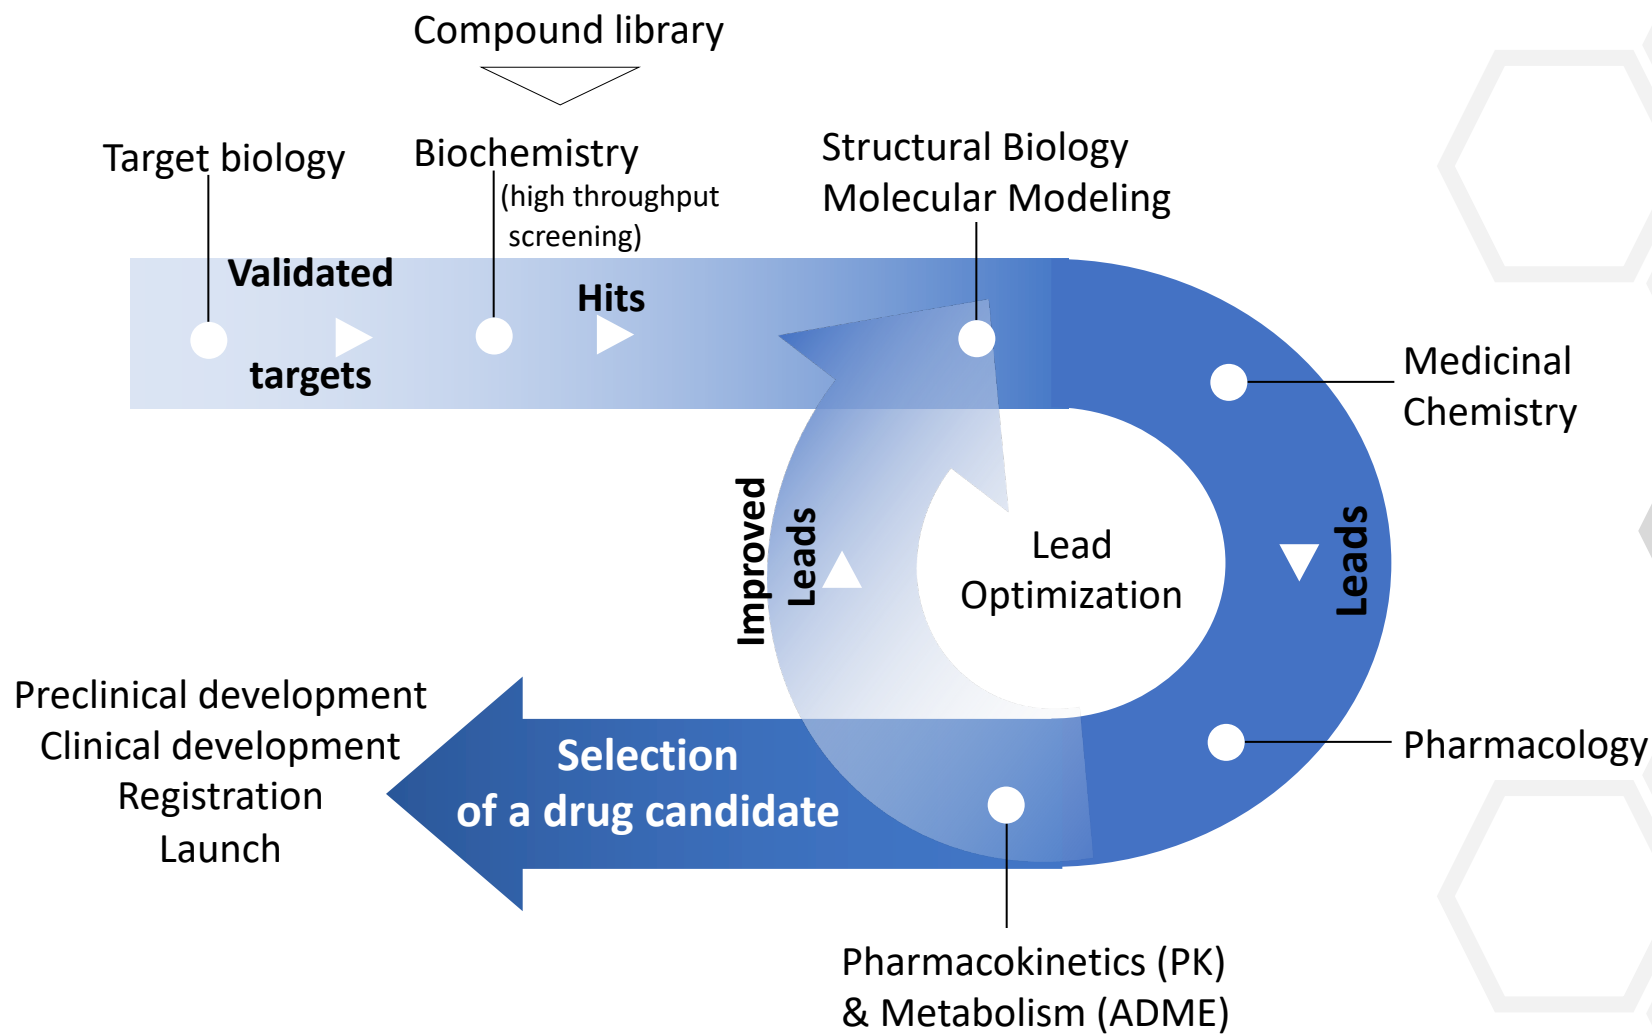 Compound library
Target biology
Biochemistry
(high throughput
screening)
Structural Biology
Molecular Modeling
Validated
targets
Hits
Medicinal
Chemistry
Improved
Leads
Lead
Optimization
Leads
Preclinical development
Clinical development
Registration
Launch
Selection
of a drug candidate
Pharmacology
Pharmacokinetics (PK)
& Metabolism (ADME)